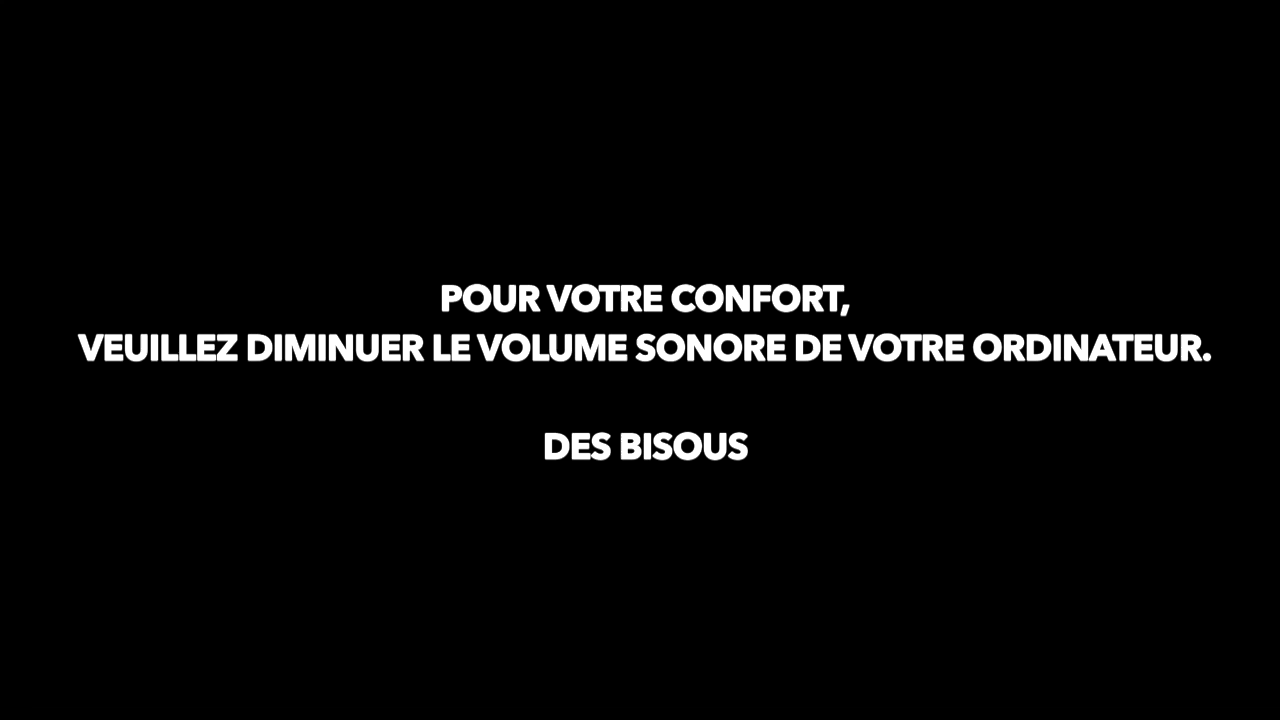 POUR VOTRE CONFORT,
VEUILLEZ DIMINUER LE VOLUME SONORE DE VOTRE ORDINATEUR.
DES BISOUS